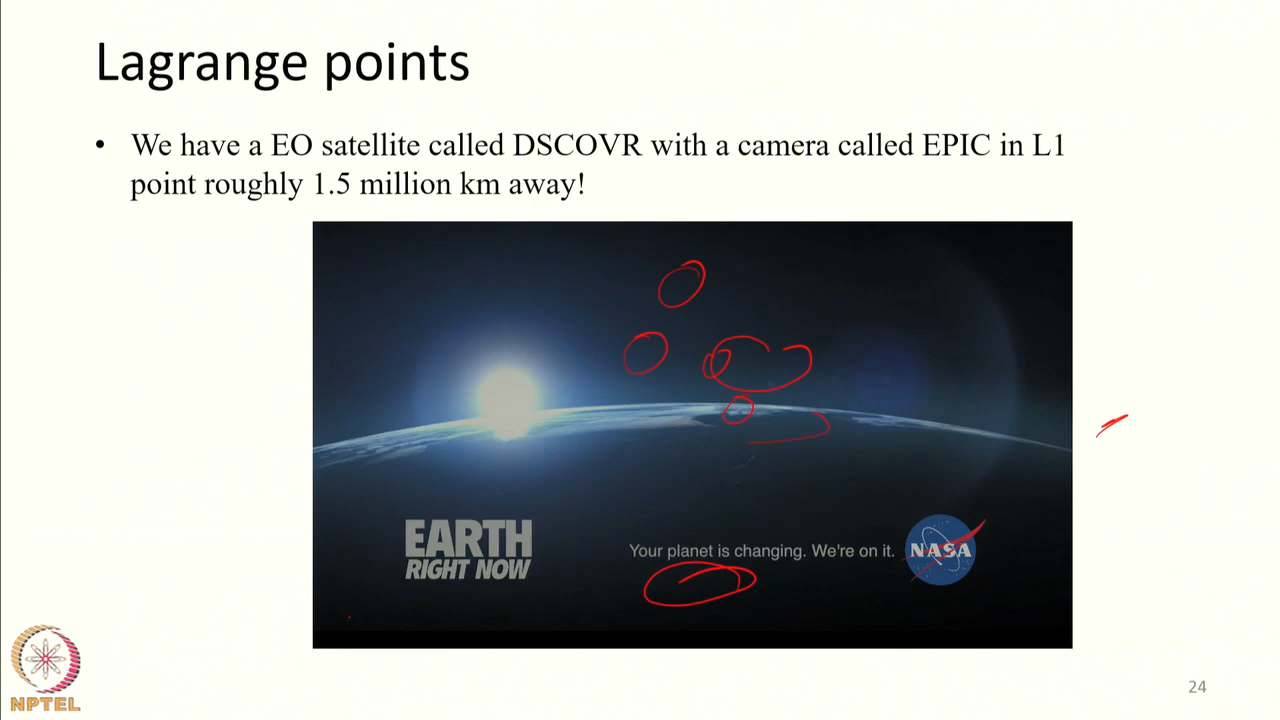 Lagrange points
• We have a EO satellite called DSCOVR with a camera called EPIC in L1
point roughly 1.5 million km away!
EARTH
RIGHT NOW
Your planet is changing. We're on it.
NASA
NPTEL
24